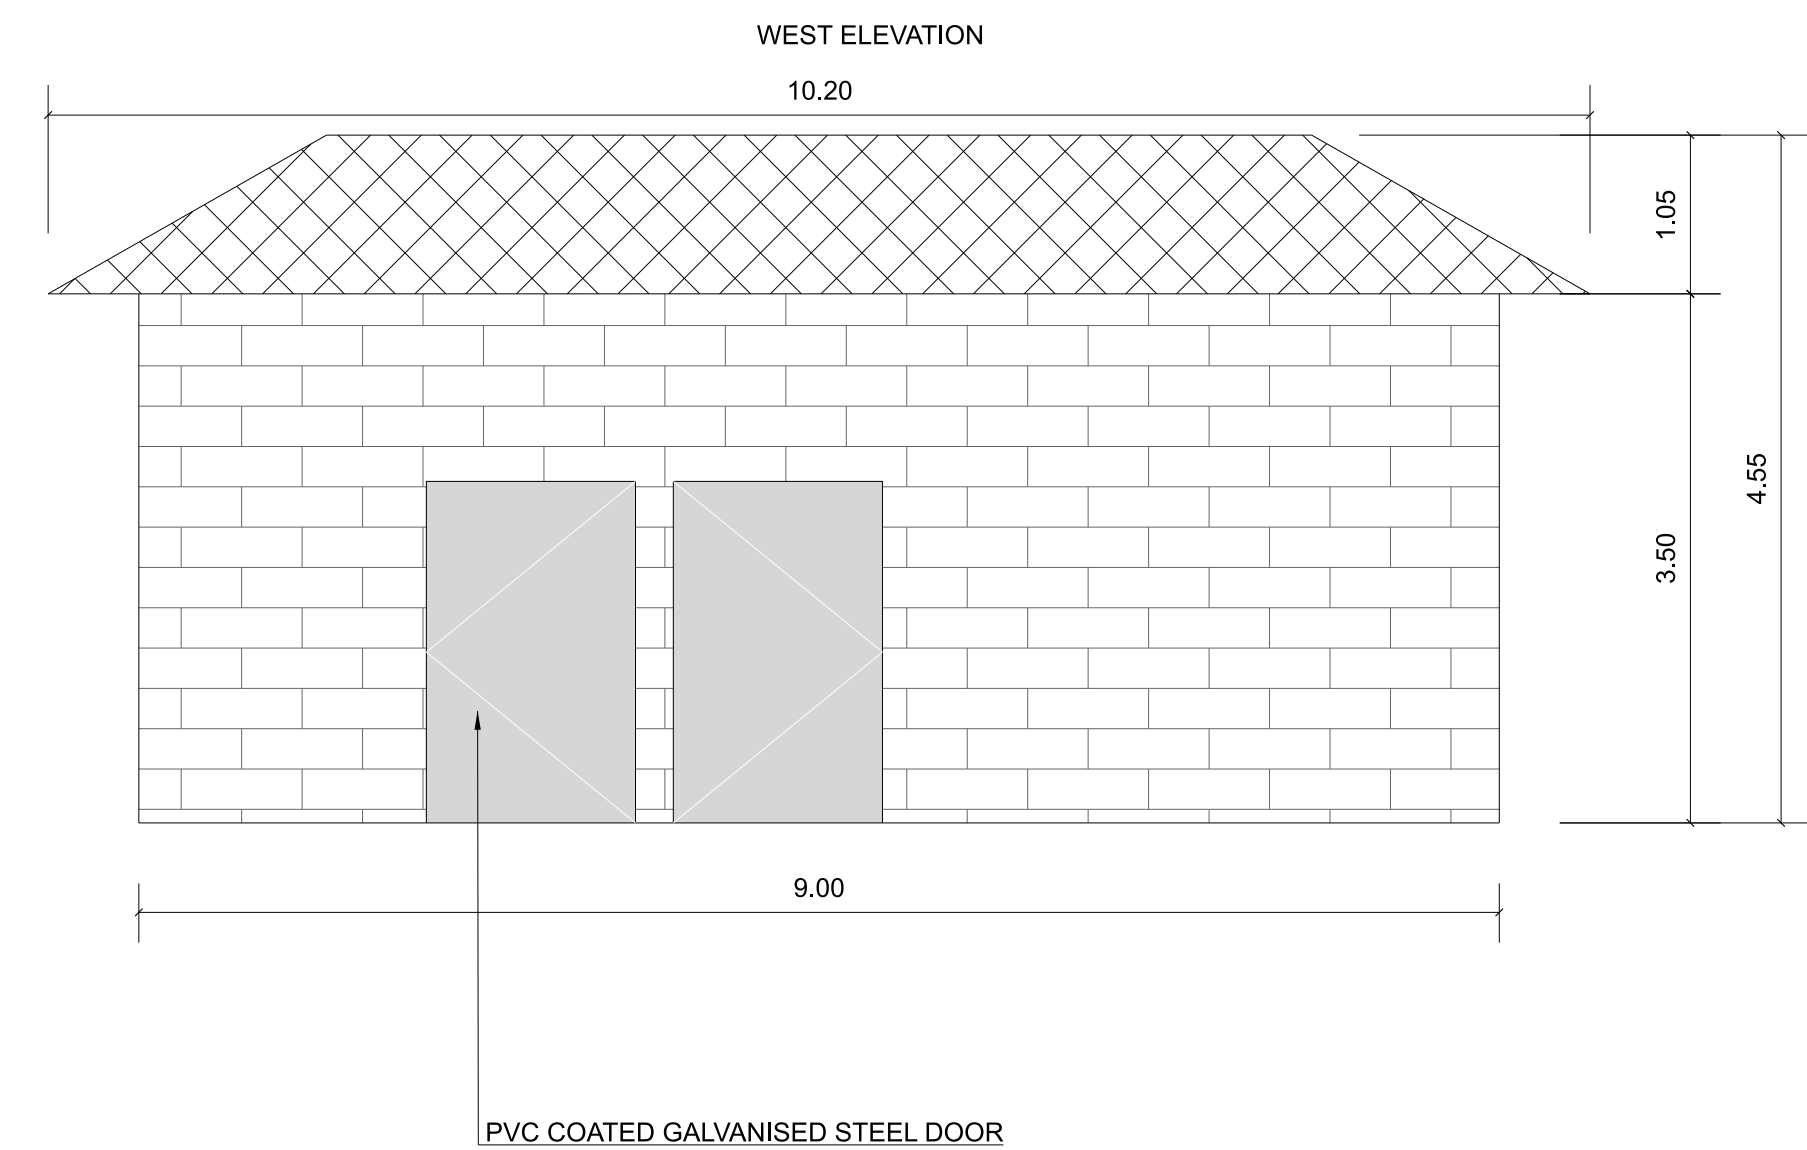 WEST ELEVATION
10.20
1.05
4.55
3.50
9.00
PVC COATED GALVANISED STEEL DOOR